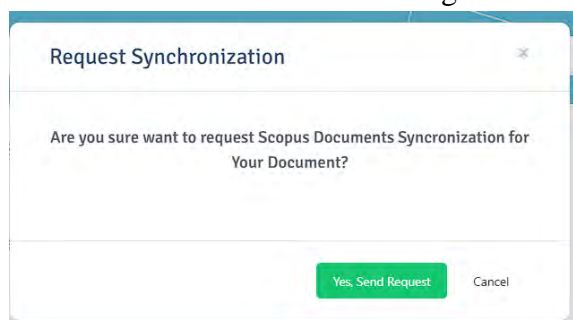 Request Synchronization
Are you sure want to request Scopus Documents Syncronization for
Your Document?
Yes, Send Request Cancel